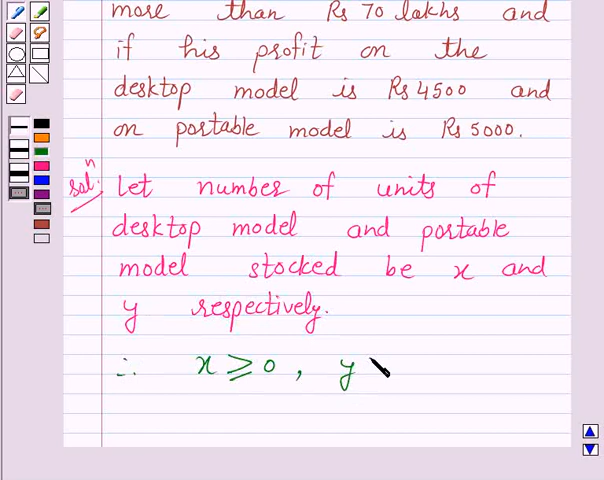 more than Rs 70 lakhs and
if his profit on the
desktop model is Rs 4500 and
on portable model is Rs 5000.
Solⁿ. Let number of units of
desktop model and portable
model stocked be x and
y respectively.
∴ x ≥ 0, y